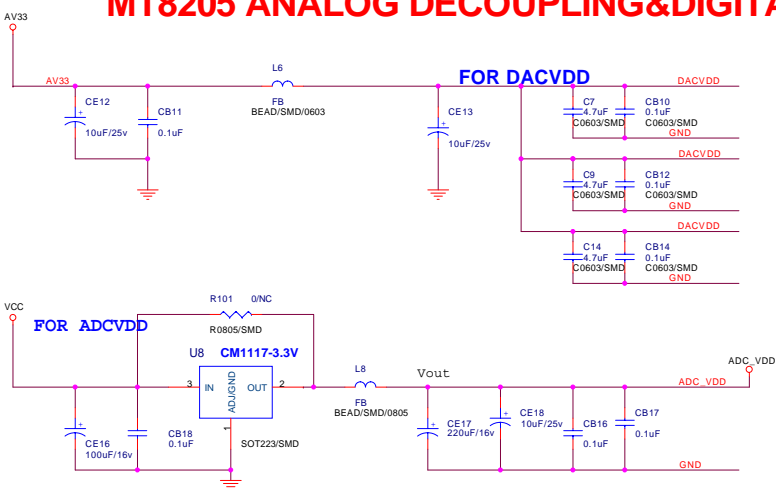 MT8205 ANALOG DECOUPLING&DIGITA
AV33
AV33
L6
FB
BEAD/SMD/0603
FOR DACVDD
DACVDD
CE12
10uF/25v
CB11
0.1uF
CE13
10uF/25v
C7
4.7uF
C0603/SMD
CB10
0.1uF
C0603/SMD
GND
DACVDD
C9
4.7uF
C0603/SMD
CB12
0.1uF
C0603/SMD
GND
DACVDD
C14
4.7uF
C0603/SMD
CB14
0.1uF
C0603/SMD
GND
VCC
FOR ADCVDD
R101 0/NC
R0805/SMD
U8 CM1117-3.3V
3 IN
ADJ/GND
OUT 2
1
SOT223/SMD
L8
FB
BEAD/SMD/0805
Vout
ADC_VDD
ADC_VDD
CE16
100uF/16v
CB18
0.1uF
CE17
220uF/16v
CE18
10uF/25v
CB16
0.1uF
CB17
0.1uF
GND